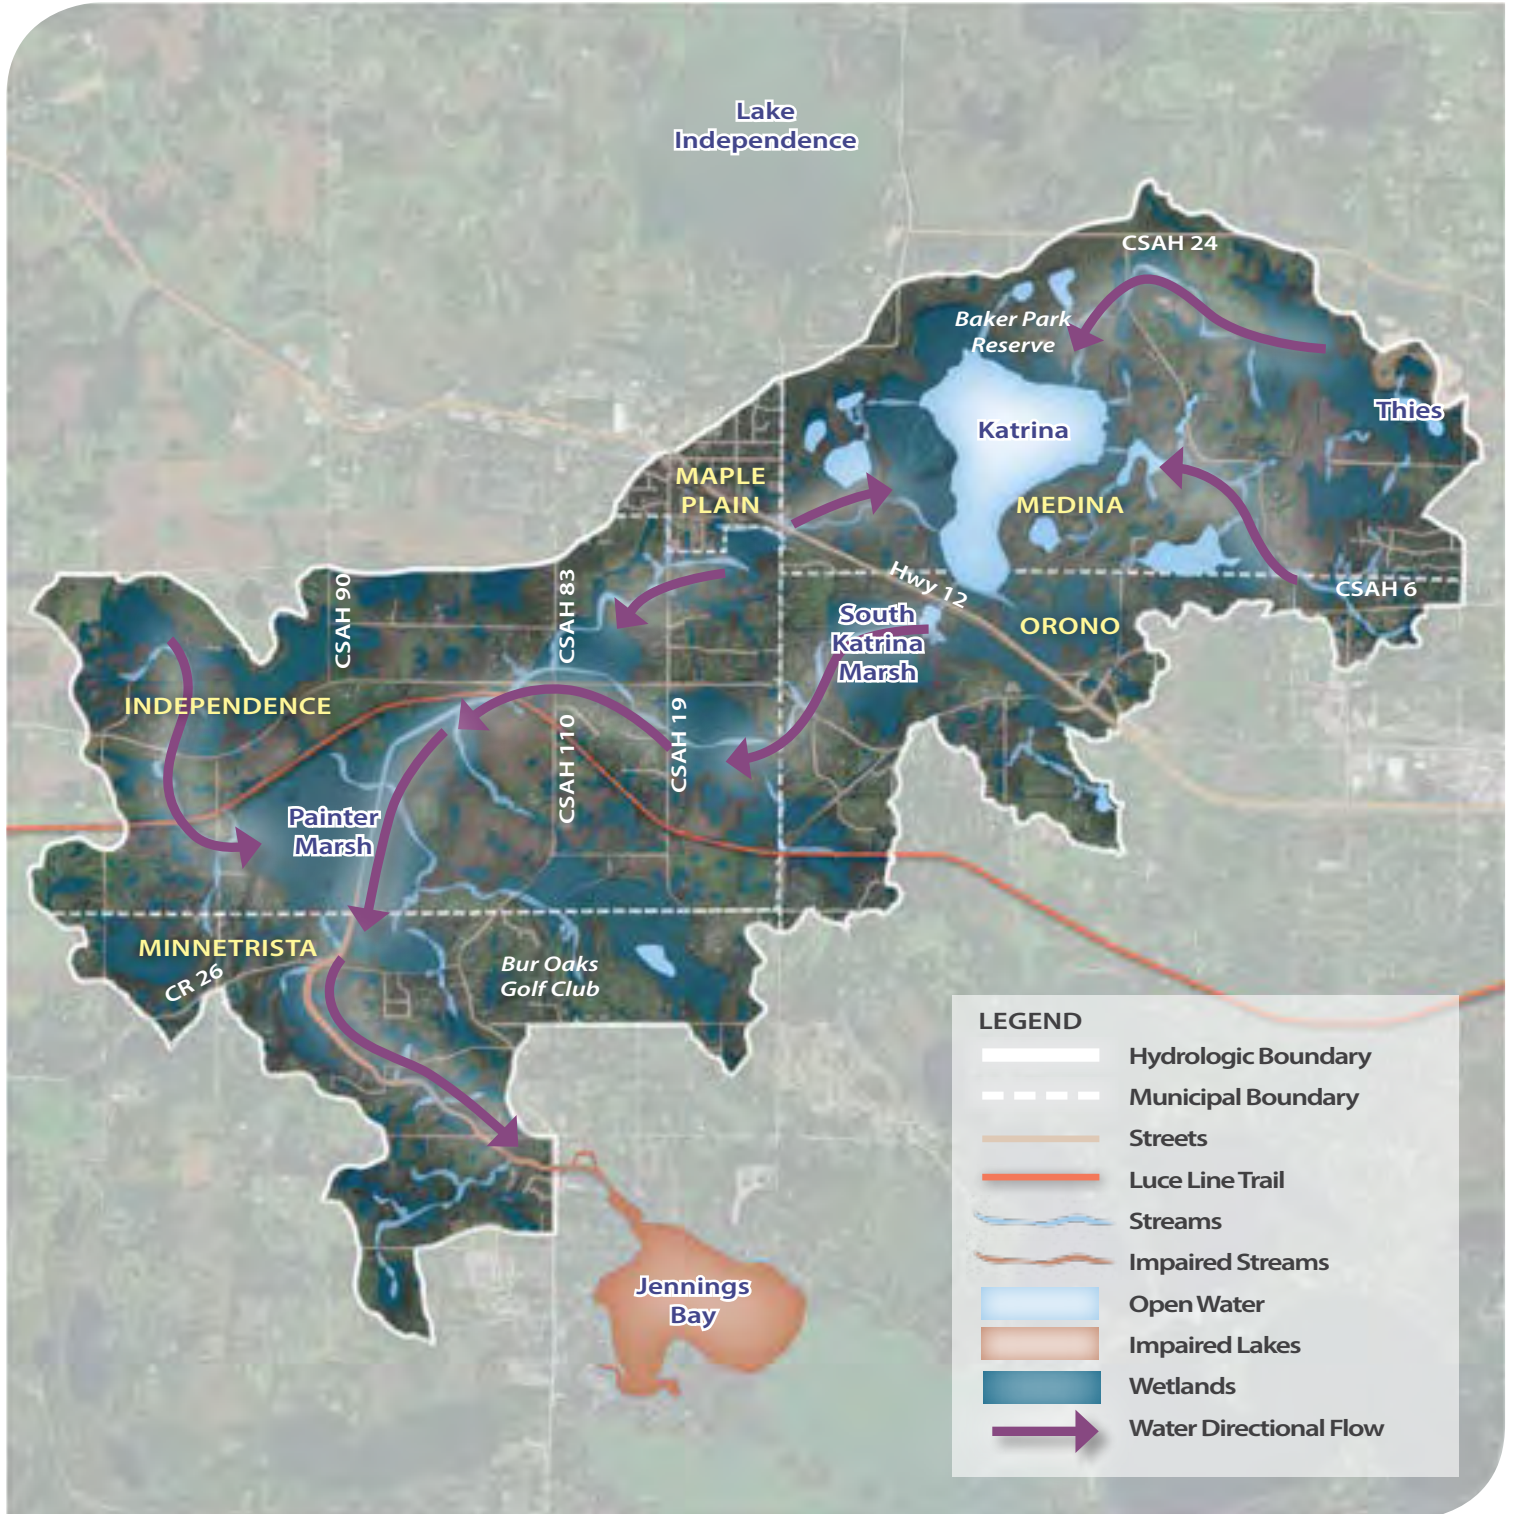 Lake
Independence
CSAH 24
Baker Park
Reserve
Thies
Katrina
MAPLE
PLAIN
MEDINA
CSAH 90
CSAH 83
Hwy 12
CSAH 6
South
Katrina
Marsh
ORONO
INDEPENDENCE
CSAH 110
CSAH 19
Painter
Marsh
MINNETRISTA
CR 26
Bur Oaks
Golf Club
Jennings
Bay
LEGEND
Hydrologic Boundary
Municipal Boundary
Streets
Luce Line Trail
Streams
Impaired Streams
Open Water
Impaired Lakes
Wetlands
Water Directional Flow